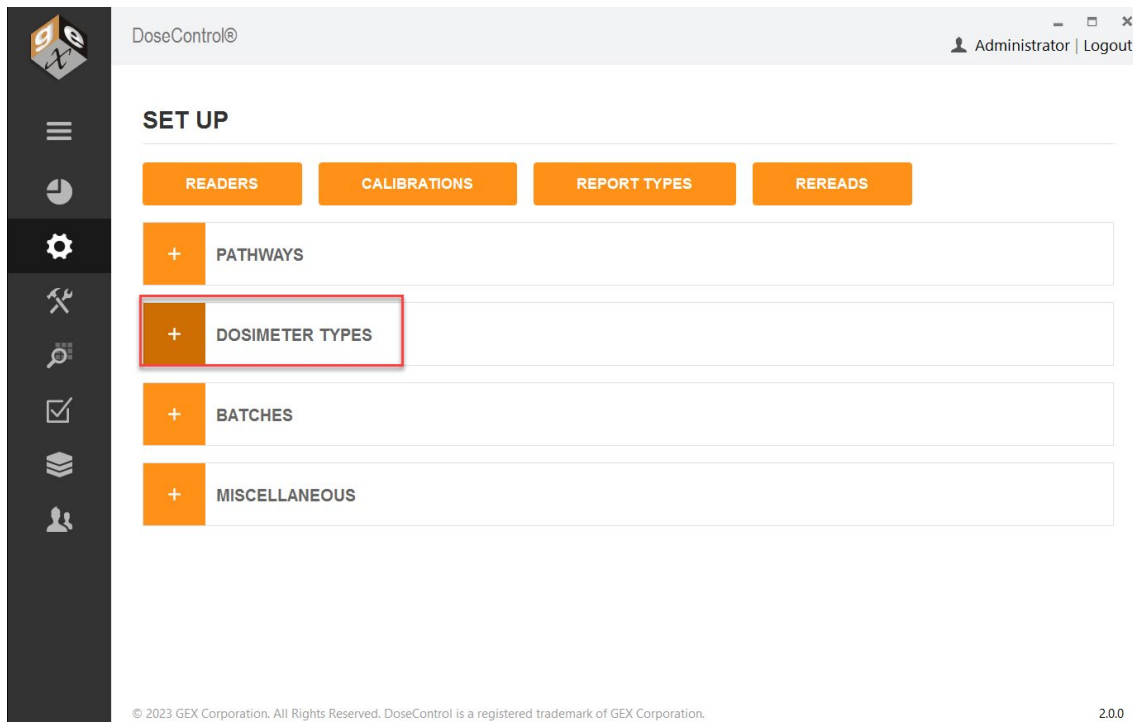 gex
DoseControl®
Administrator | Logout
SET UP
READERS CALIBRATIONS REPORT TYPES REREADS
+ PATHWAYS
+ DOSIMETER TYPES
+ BATCHES
+ MISCELLANEOUS
© 2023 GEX Corporation. All Rights Reserved. DoseControl is a registered trademark of GEX Corporation. 2.0.0